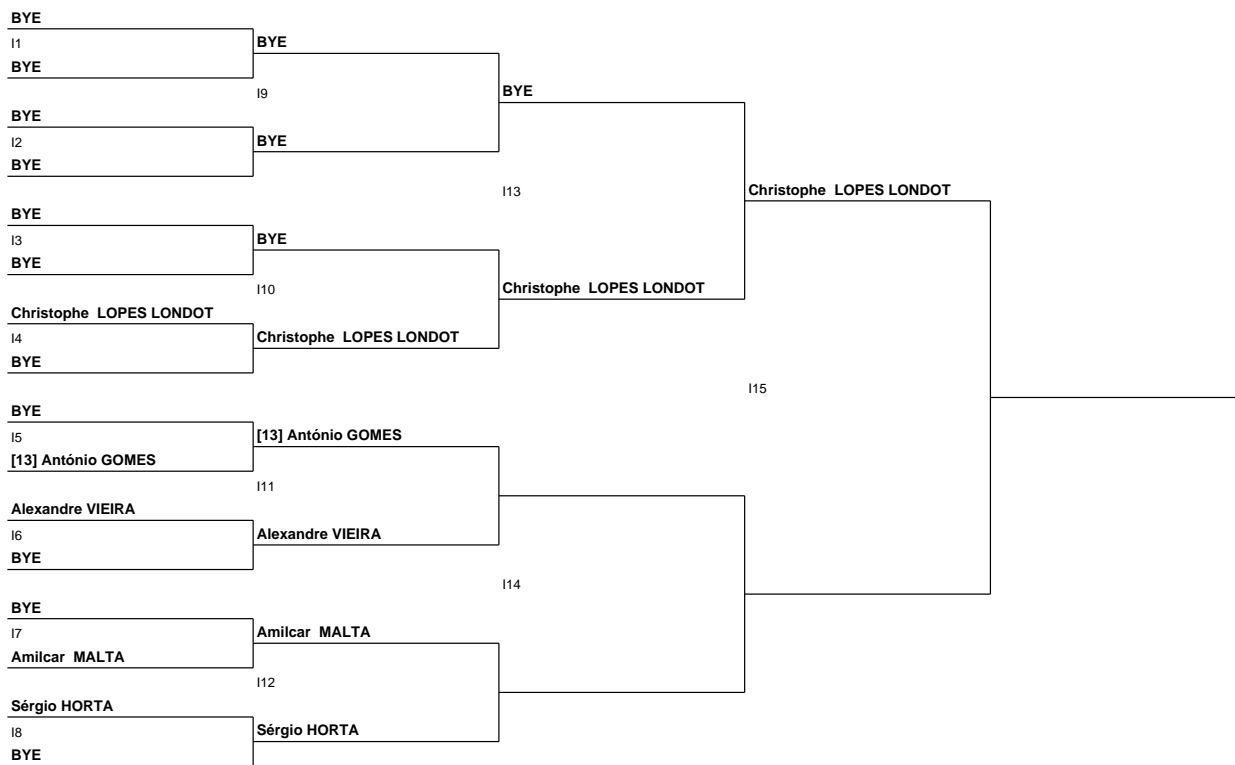 BYE
I1
BYE
BYE
I9
BYE
BYE
I2
BYE
BYE
I13
Christophe LOPES LONDOT
BYE
I3
BYE
BYE
I10
Christophe LOPES LONDOT
Christophe LOPES LONDOT
I4
Christophe LOPES LONDOT
BYE
I15
BYE
I5
[13] António GOMES
[13] António GOMES
I11
Alexandre VIEIRA
I6
Alexandre VIEIRA
BYE
I14
BYE
I7
Amilcar MALTA
Amilcar MALTA
I12
Sérgio HORTA
I8
Sérgio HORTA
BYE